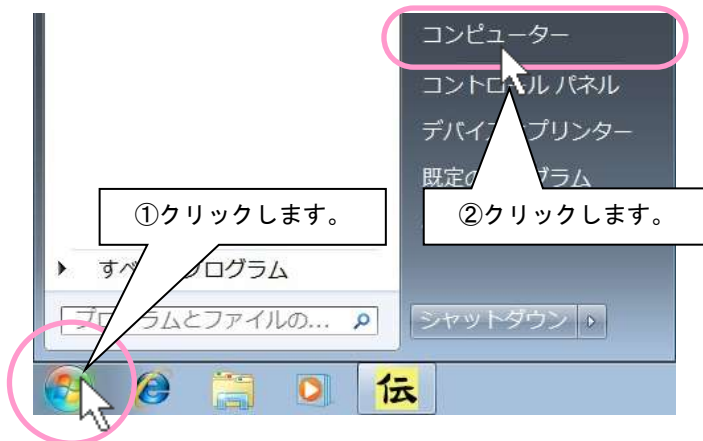 コンピューター
コントロール パネル
デバイスとプリンター
既定のプログラム
①クリックします。
②クリックします。
すべてのプログラム
プログラムとファイルの...
シャットダウン
伝